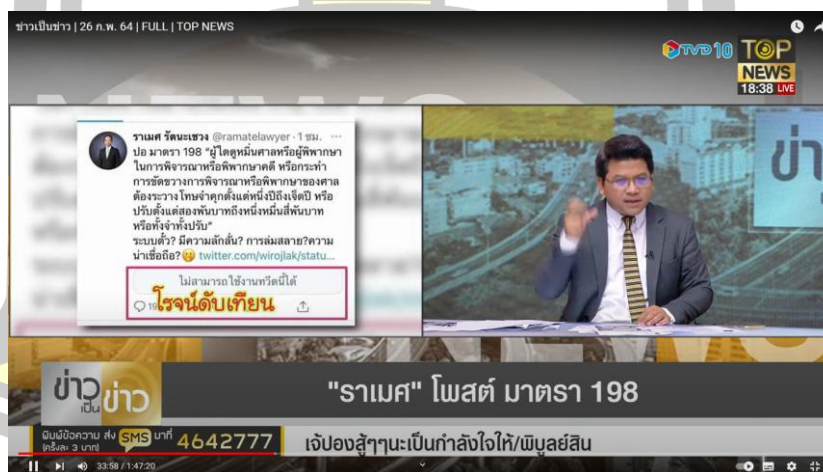 ข่าวเป็นข่าว | 26 ก.พ. 64 | FULL | TOP NEWS
TVD 10
TOP
NEWS
18:38 LIVE
ราเมศ รัตนะเชวง @ramatelawyer · 1 ชม.
ปอ มาตรา 198 "ผู้ใดดูหมิ่นศาลหรือผู้พิพากษา
ในการพิจารณาหรือพิพากษาคดี หรือกระทำ
การขัดขวางการพิจารณาหรือพิพากษาของศาล
ต้องระวางโทษจำคุกตั้งแต่หนึ่งปีถึงเจ็ดปี หรือ
ปรับตั้งแต่สองพันบาทถึงหนึ่งหมื่นสี่พันบาท
หรือทั้งจำทั้งปรับ"
ระบบตั๋ว? มีความลักลั่น? การล่มสลาย?ความ
น่าเชื่อถือ? twitter.com/wirojlak/statu...
ไม่สามารถใช้งานทวีตนี้ได้
โรจน์ดับเทียน
ข่าว
เป็น
ข่าว
"ราเมศ" โพสต์ มาตรา 198
พิมพ์ข้อความ ส่ง SMS มาที่ 4642777
(ครั้งละ 3 บาท)
เจ้ปองสู้ๆๆนะเป็นกำลังใจให้/พิบูลย์สิน
33:58 / 1:47:20